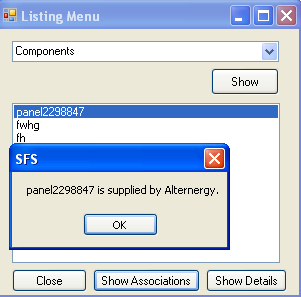 Listing Menu
Components
Show
panel2298847
fwhg
fh
SFS
panel2298847 is supplied by Alternergy.
OK
Close
Show Associations
Show Details